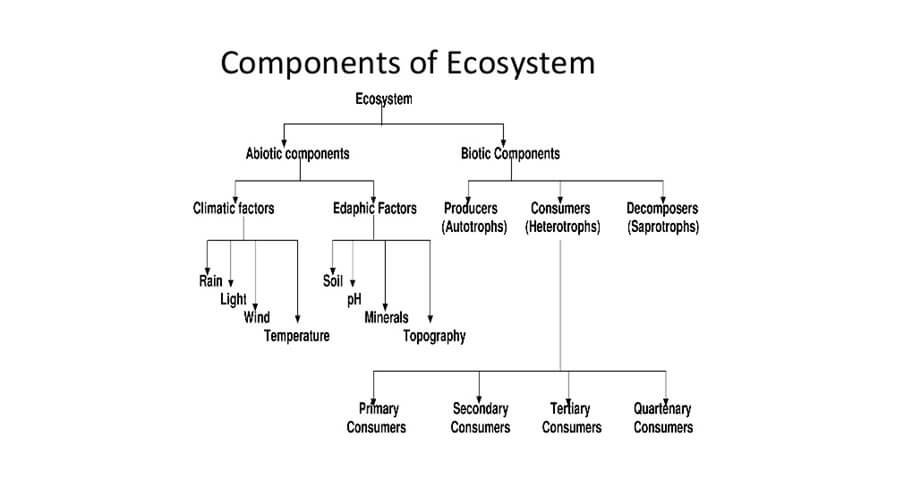 Components of Ecosystem
Ecosystem
Abiotic components
Biotic Components
Climatic factors
Edaphic Factors
Producers
(Autotrophs)
Consumers
(Heterotrophs)
Decomposers
(Saprotrophs)
Rain
Light
Wind
Temperature
Soil
pH
Minerals
Topography
Primary
Consumers
Secondary
Consumers
Tertiary
Consumers
Quartenary
Consumers